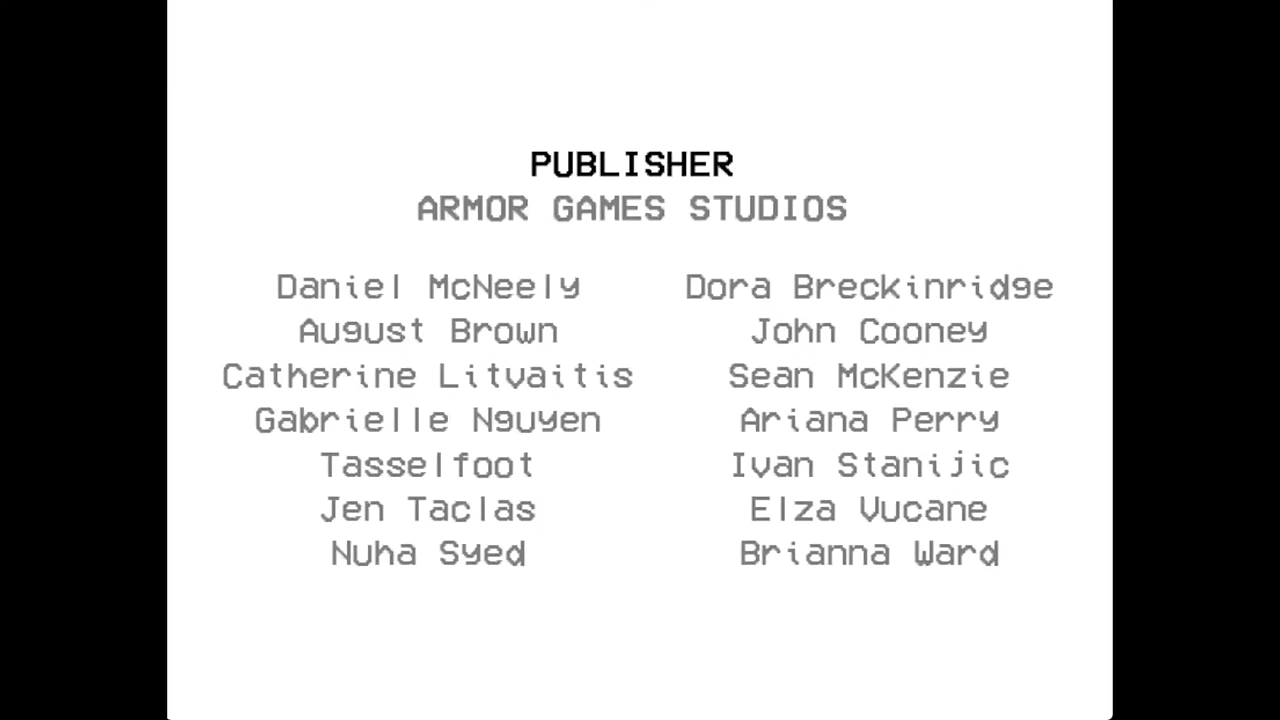 PUBLISHER
ARMOR GAMES STUDIOS
Daniel McNeely
August Brown
Catherine Litvaitis
Gabrielle Nguyen
Tasselfoot
Jen Taclas
Nuha Syed
Dora Breckinridge
John Cooney
Sean McKenzie
Ariana Perry
Ivan Stanijic
Elza Vucane
Brianna Ward